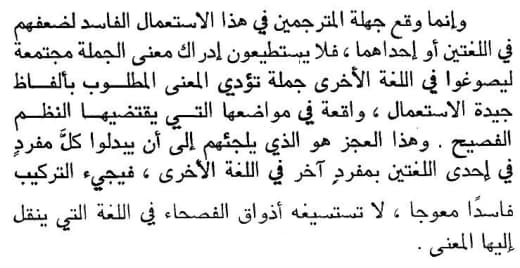 وإنما وقع جهلة المترجمين في هذا الاستعمال الفاسد لضعفهم
في اللغتين أو إحداهما ، فلا يستطيعون إدراك معنى الجملة مجتمعة
ليصوغوا في اللغة الأخرى جملة تؤدي المعنى المطلوب بألفاظ
جيدة الاستعمال ، واقعة في مواضعها التي يقتضيها النظم
الفصيح . وهذا العجز هو الذي يلجئهم إلى أن يبدلوا كلَّ مفردٍ
في إحدى اللغتين بمفردٍ آخر في اللغة الأخرى ، فيجيء التركيب
فاسدًا معوجا ، لا تستسيغه أذواق الفصحاء في اللغة التي ينقل
إليها المعنى .